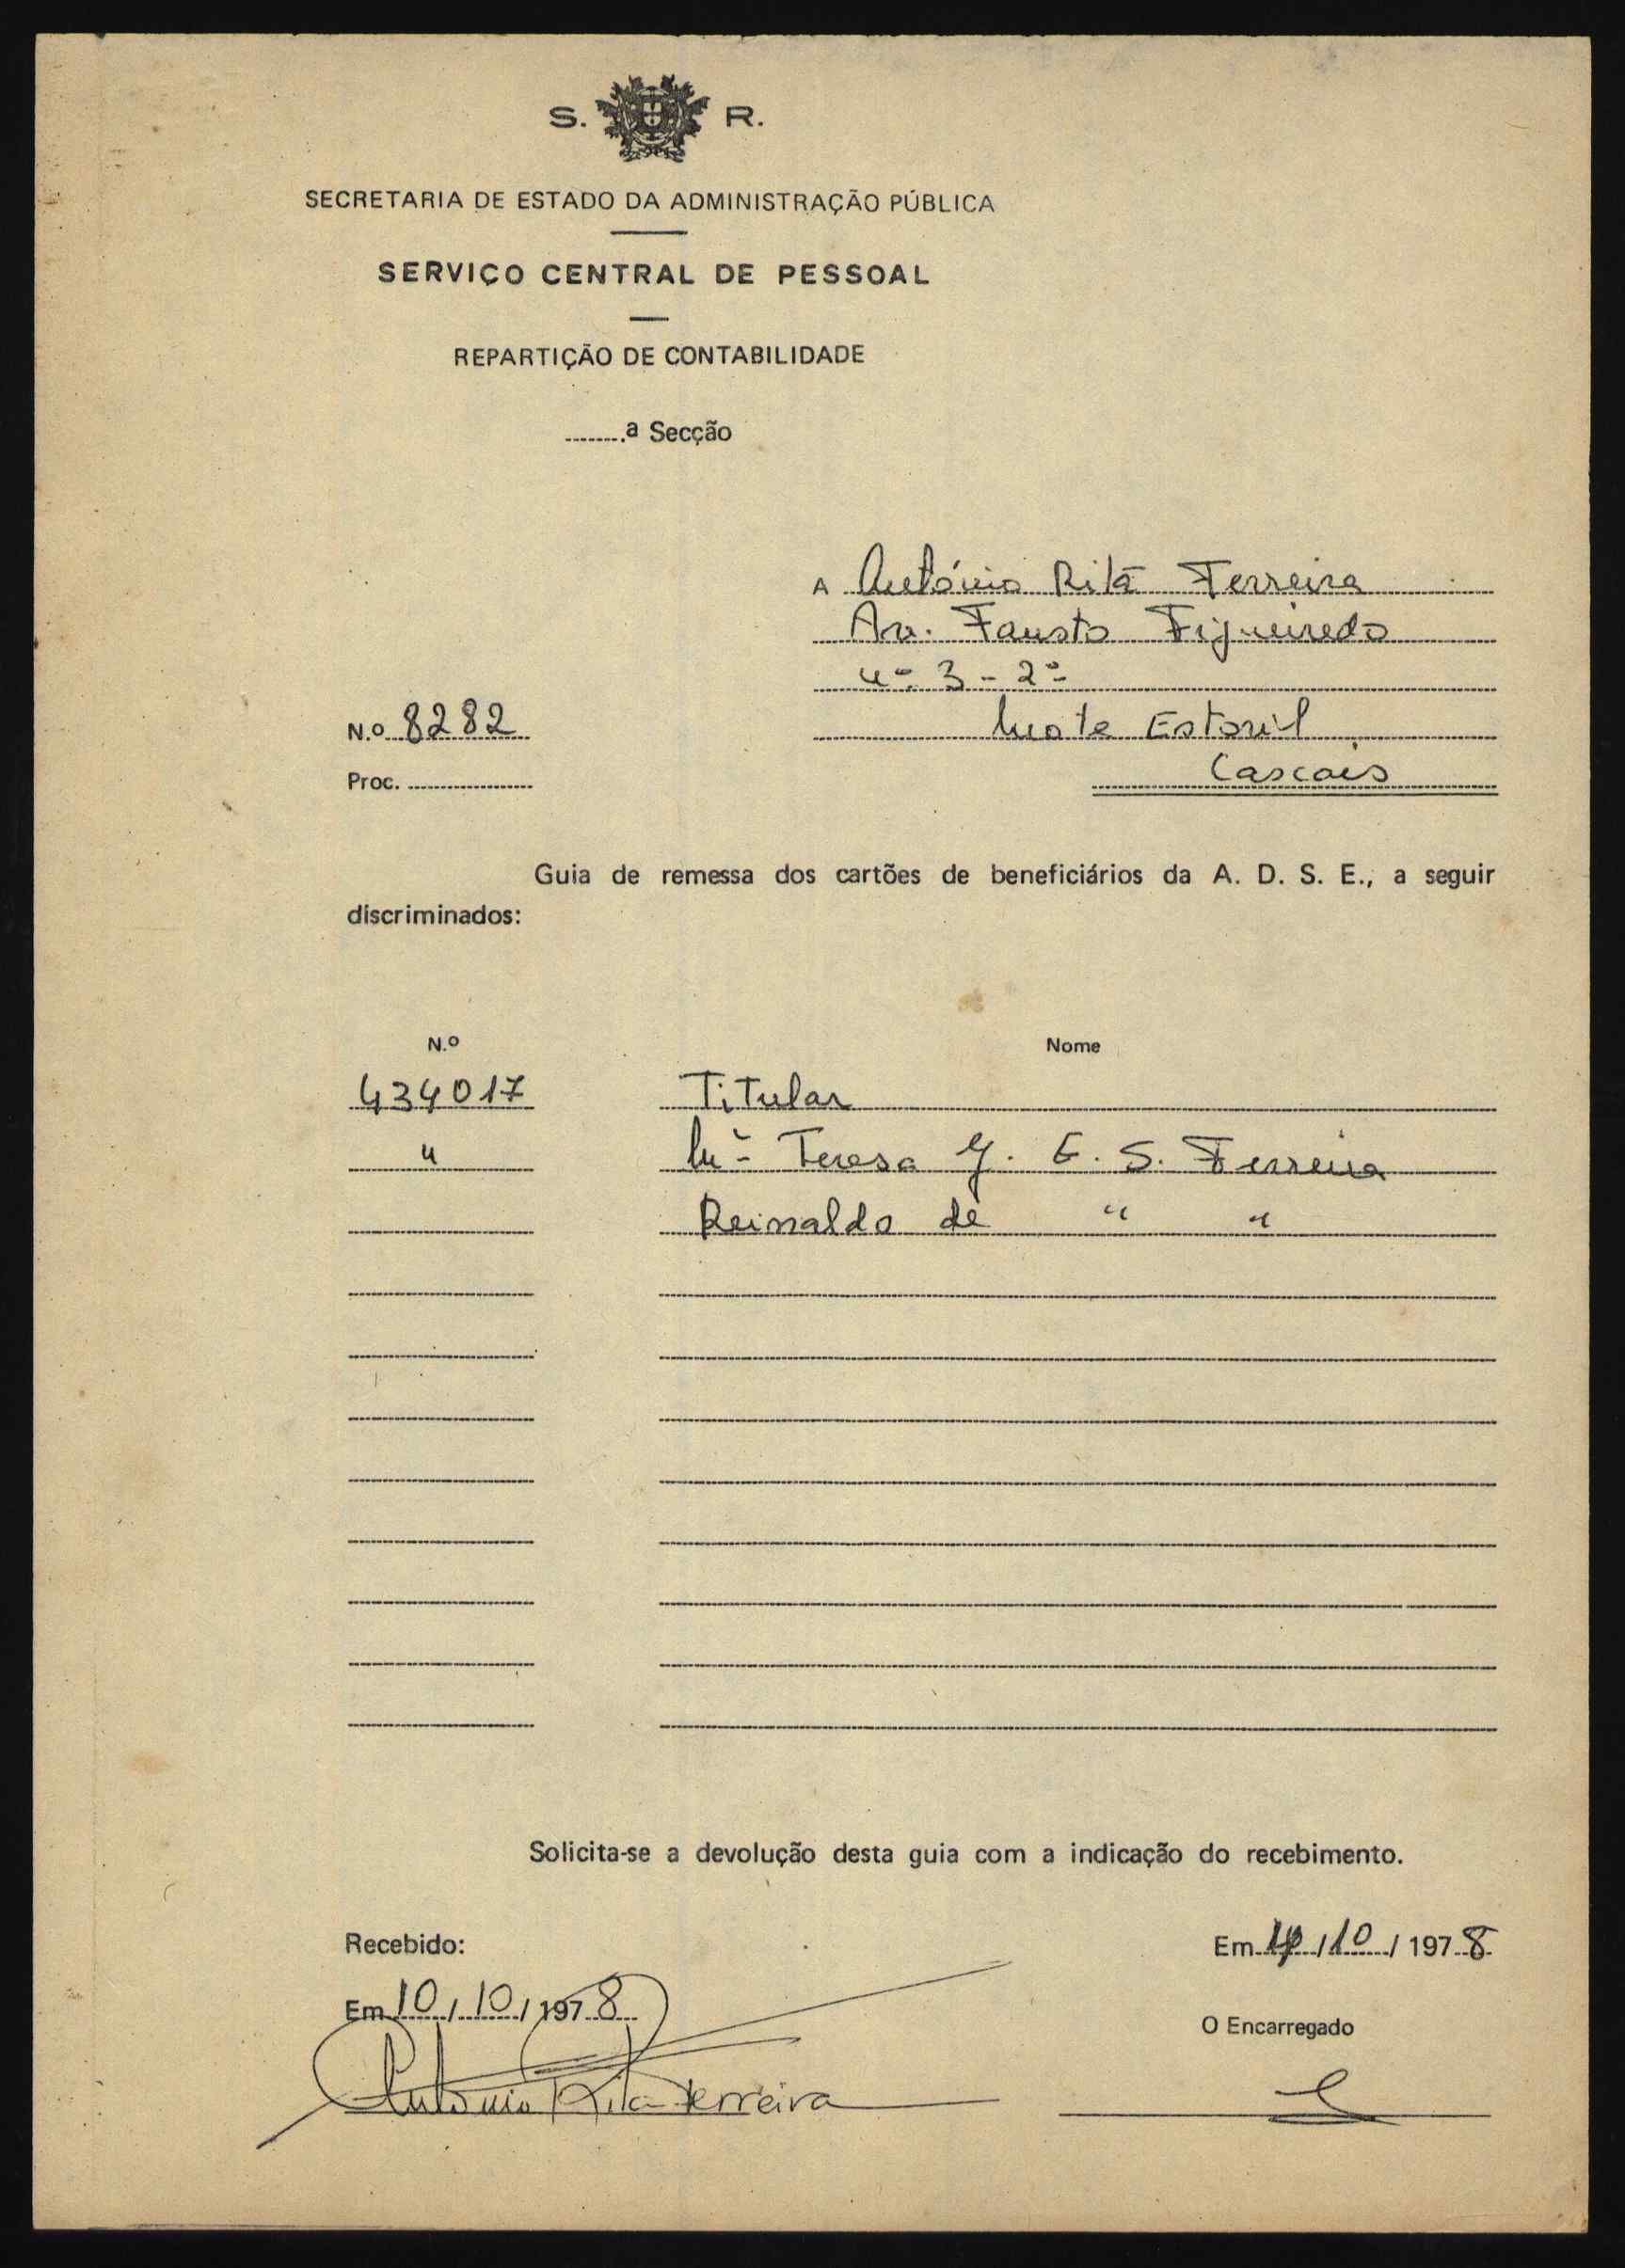 S. R.
SECRETARIA DE ESTADO DA ADMINISTRAÇÃO PÚBLICA
SERVIÇO CENTRAL DE PESSOAL
REPARTIÇÃO DE CONTABILIDADE
........ª Secção
A António Rita Ferreira
Av. Fausto Figueiredo
nº 3 - 2º
Mote Estoril
N.º 8282
Cascais
Proc. ..................
Guia de remessa dos cartões de beneficiários da A. D. S. E., a seguir
discriminados:
N.º Nome
434017 Titular
" Mª Teresa G. E. S. Ferreira
Reinaldo de " "
Solicita-se a devolução desta guia com a indicação do recebimento.
Recebido: Em /10/1978
Em 10/10/1978
O Encarregado
António Rita Ferreira